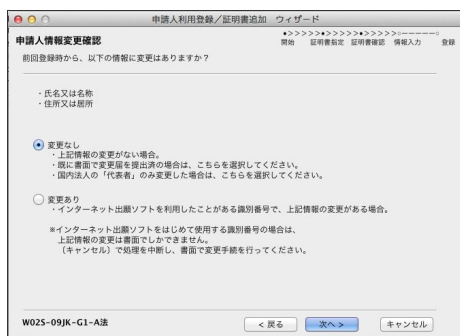 申請人利用登録／証明書追加 ウィザード
申請人情報変更確認
●>>>>>●>>>>>●>>>>>○－－－－－○
開始 証明書指定 証明書確認 情報入力 登録
前回登録時から、以下の情報に変更はありますか？
・氏名又は名称
・住所又は居所
変更なし
・上記情報の変更がない場合。
・既に書面で変更届を提出済の場合は、こちらを選択してください。
・国内法人の「代表者」のみ変更した場合は、こちらを選択してください。
変更あり
・インターネット出願ソフトを利用したことがある識別番号で、上記情報の変更がある場合。
※インターネット出願ソフトをはじめて使用する識別番号の場合は、
上記情報の変更は書面でしかできません。
〔キャンセル〕で処理を中断し、書面で変更手続を行ってください。
W02S-09JK-G1-A法
< 戻る 次へ > キャンセル